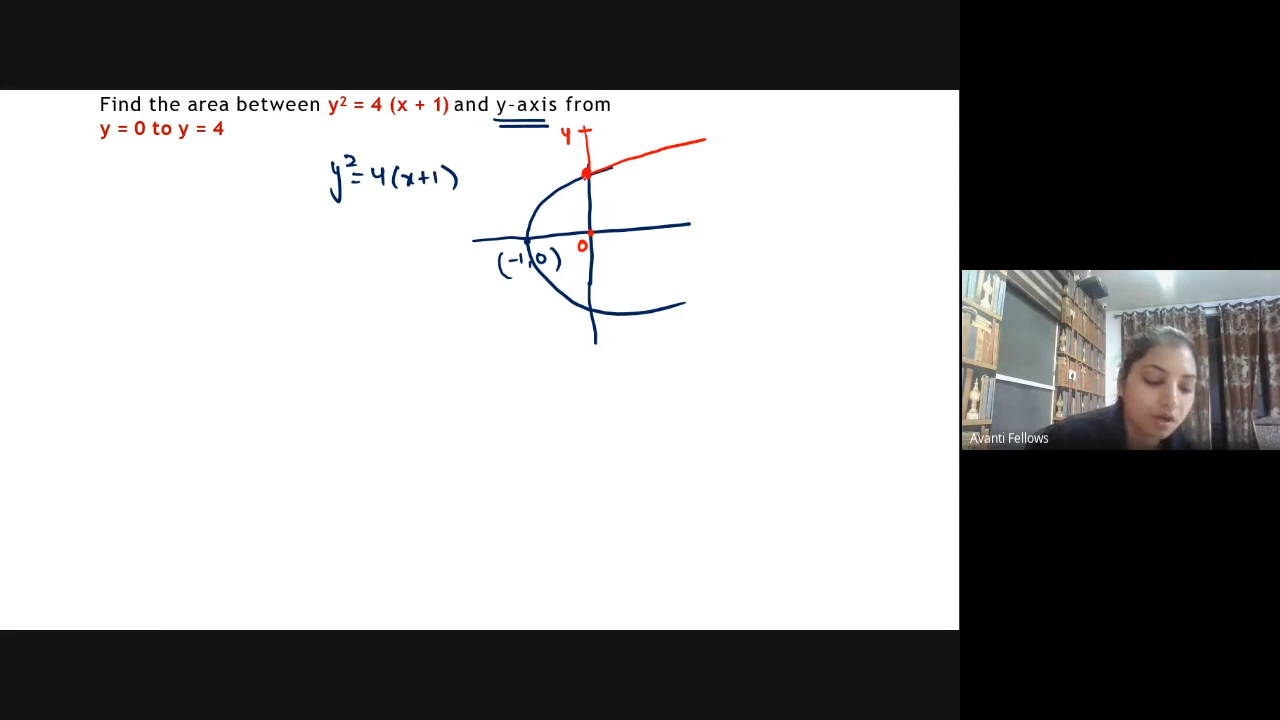 Find the area between y² = 4 (x + 1) and y-axis from
y = 0 to y = 4
y² = 4(x+1)
4
0
(-1,0)
Avanti Fellows